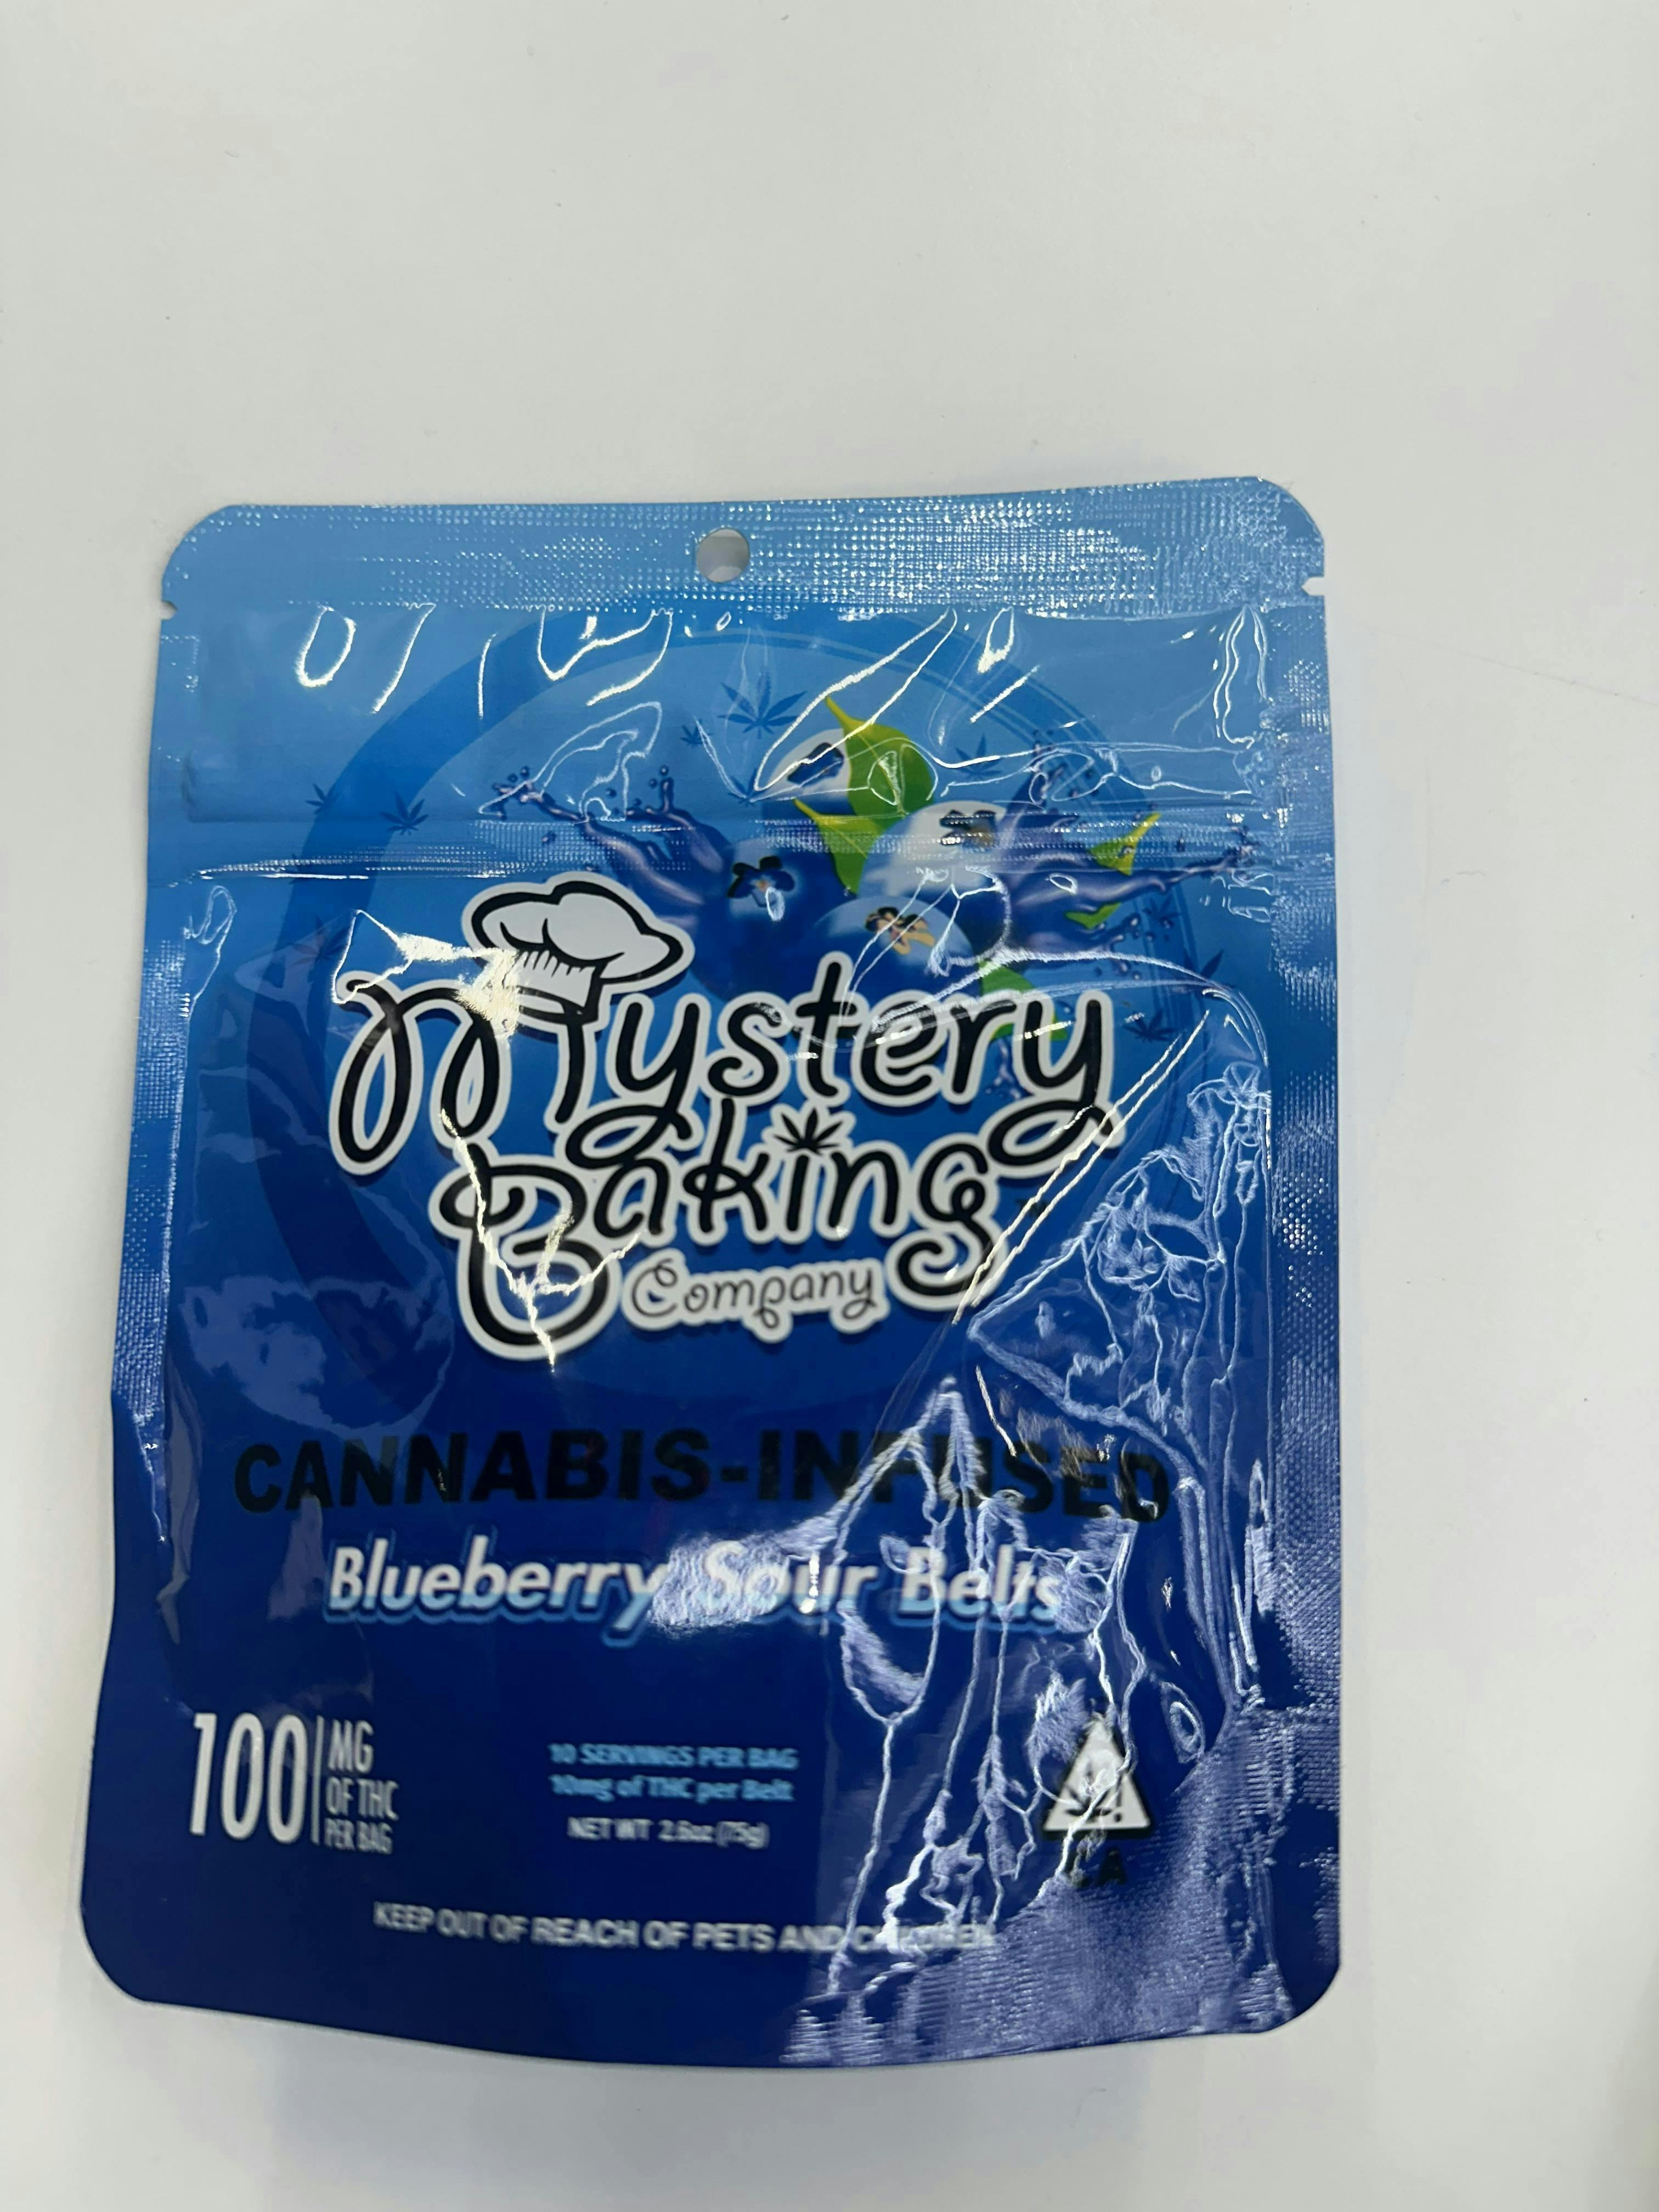 Mystery
Baking
Company
CANNABIS-INFUSED
Blueberry Sour Belts
100 MG
OF THC
PER BAG
10 SERVINGS PER BAG
10mg of THC per Belt
NET WT 2.6oz (75g)
!
CA
KEEP OUT OF REACH OF PETS AND CHILDREN